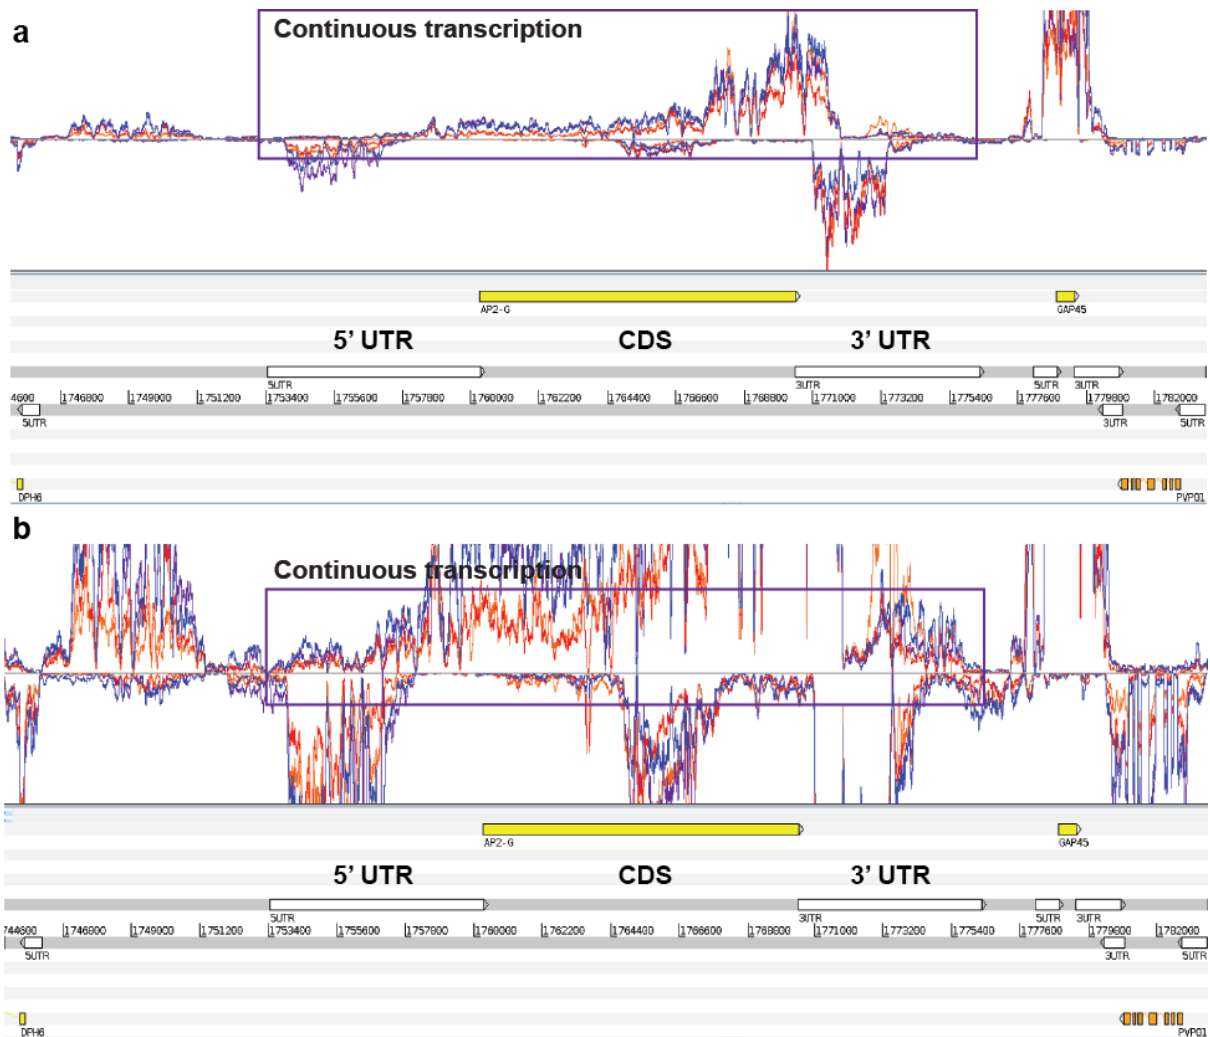 a
Continuous transcription
AP2-G
GAP45
5’ UTR CDS 3’ UTR
5UTR 3UTR 5UTR 3UTR
4600 1746800 1749000 1751200 1753400 1755600 1757800 1760000 1762200 1764400 1766600 1768800 1771000 1773200 1775400 1777600 1779800 1782000
5UTR 3UTR 5UTR
DPH6 PVP01
b
Continuous transcription
AP2-G
GAP45
5’ UTR CDS 3’ UTR
5UTR 3UTR 5UTR 3UTR
744600 1746800 1749000 1751200 1753400 1755600 1757800 1760000 1762200 1764400 1766600 1768800 1771000 1773200 1775400 1777600 1779800 1782000
5UTR 3UTR 5UTR
DPH6 PVP01